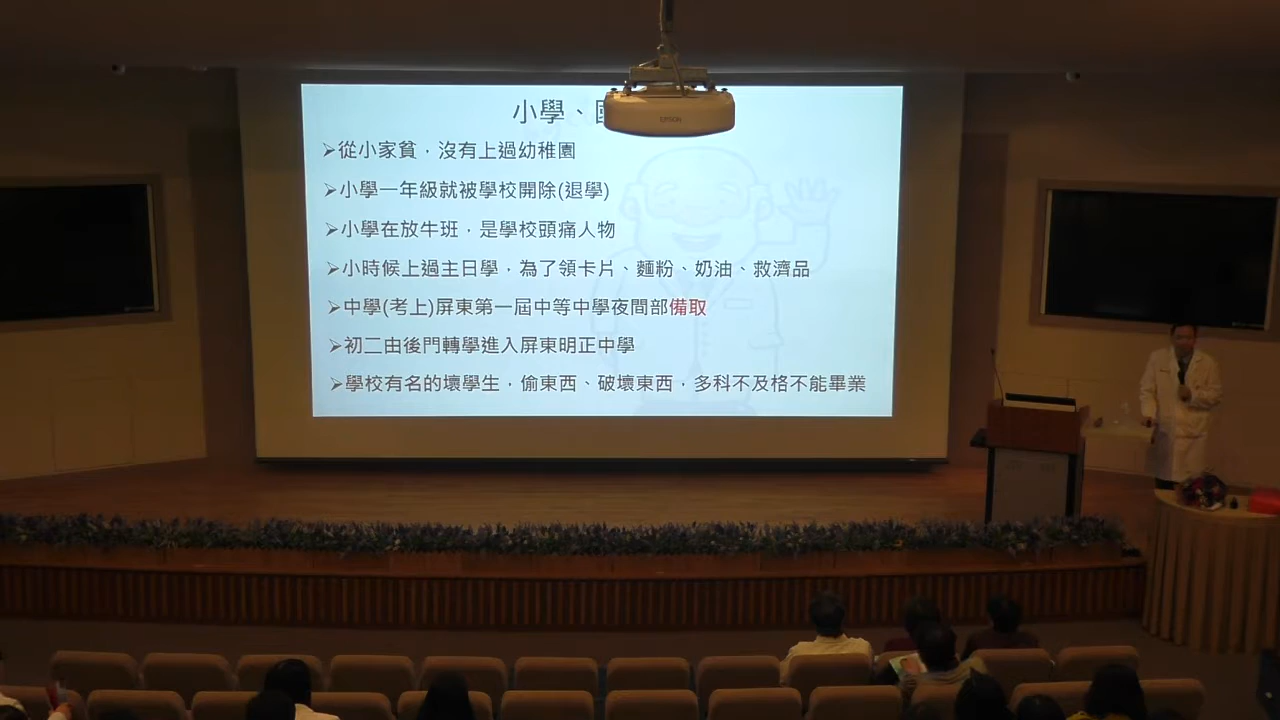 小學、
➢從小家貧，沒有上過幼稚園
➢小學一年級就被學校開除(退學)
➢小學在放牛班，是學校頭痛人物
➢小時候上過主日學，為了領卡片、麵粉、奶油、救濟品
➢中學(考上)屏東第一屆中等中學夜間部備取
➢初二由後門轉學進入屏東明正中學
➢學校有名的壞學生，偷東西、破壞東西，多科不及格不能畢業
EPSON